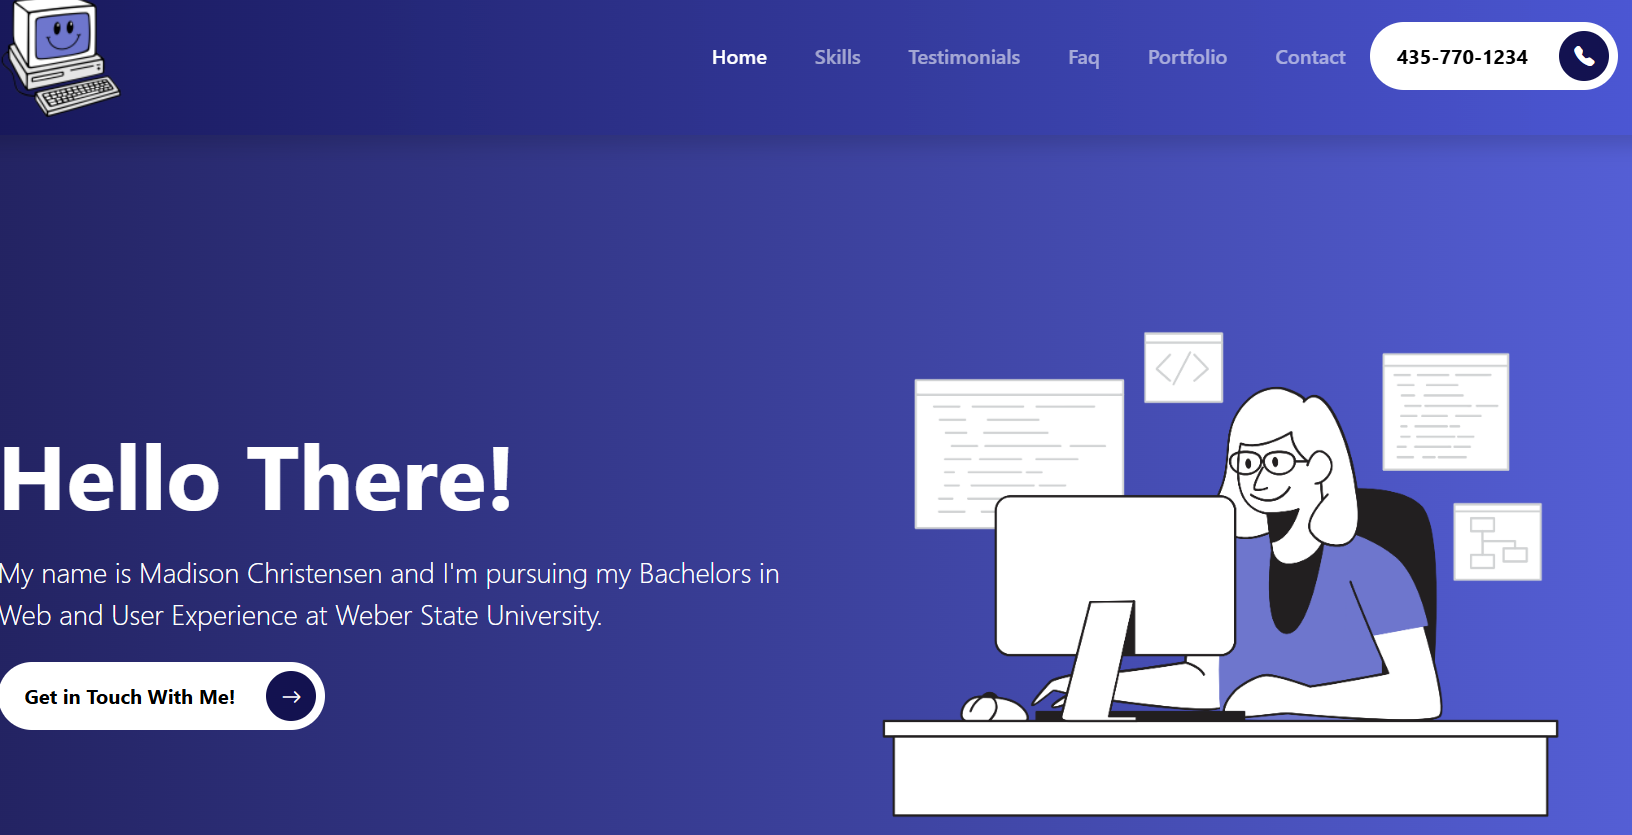 Home Skills Testimonials Faq Portfolio Contact 435-770-1234
</>
Hello There!
My name is Madison Christensen and I'm pursuing my Bachelors in
Web and User Experience at Weber State University.
Get in Touch With Me!